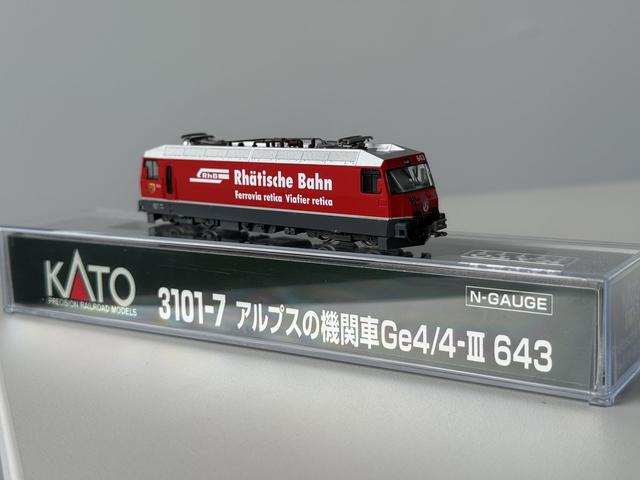 643
RhB
Rhätische Bahn
Ferrovia retica Viafier retica
KATO
PRECISION RAILROAD MODELS
N-GAUGE
3101-7 アルプスの機関車Ge4/4-Ⅲ 643